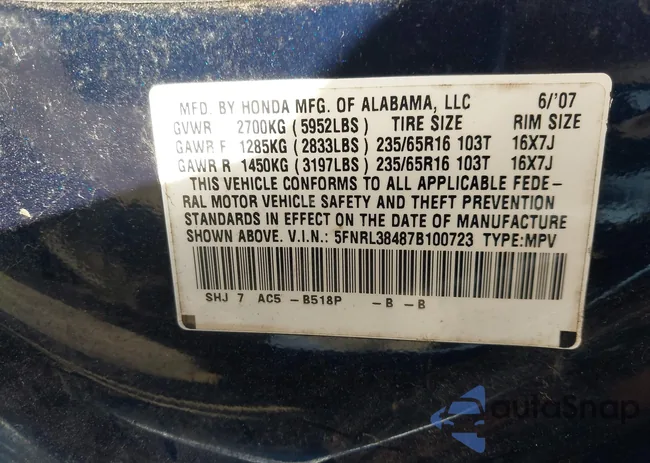 MFD. BY HONDA MFG. OF ALABAMA, LLC 6/'07
GVWR 2700KG (5952LBS) TIRE SIZE RIM SIZE
GAWR F 1285KG (2833LBS) 235/65R16 103T 16X7J
GAWR R 1450KG (3197LBS) 235/65R16 103T 16X7J
THIS VEHICLE CONFORMS TO ALL APPLICABLE FEDE-
RAL MOTOR VEHICLE SAFETY AND THEFT PREVENTION
STANDARDS IN EFFECT ON THE DATE OF MANUFACTURE
SHOWN ABOVE. V.I.N.: 5FNRL38487B100723 TYPE:MPV
SHJ 7 AC5 -B518P -B -B
autoSnap